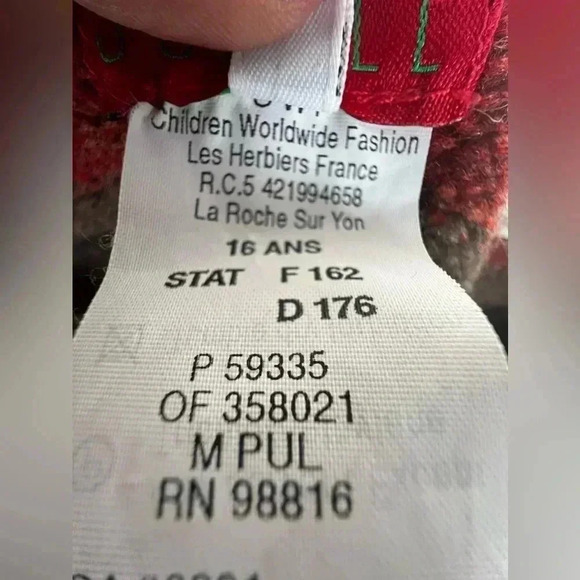 LL
Children Worldwide Fashion
Les Herbiers France
R.C.5 421994658
La Roche Sur Yon
16 ANS
STAT F 162
D 176
P 59335
OF 358021
M PUL
RN 98816